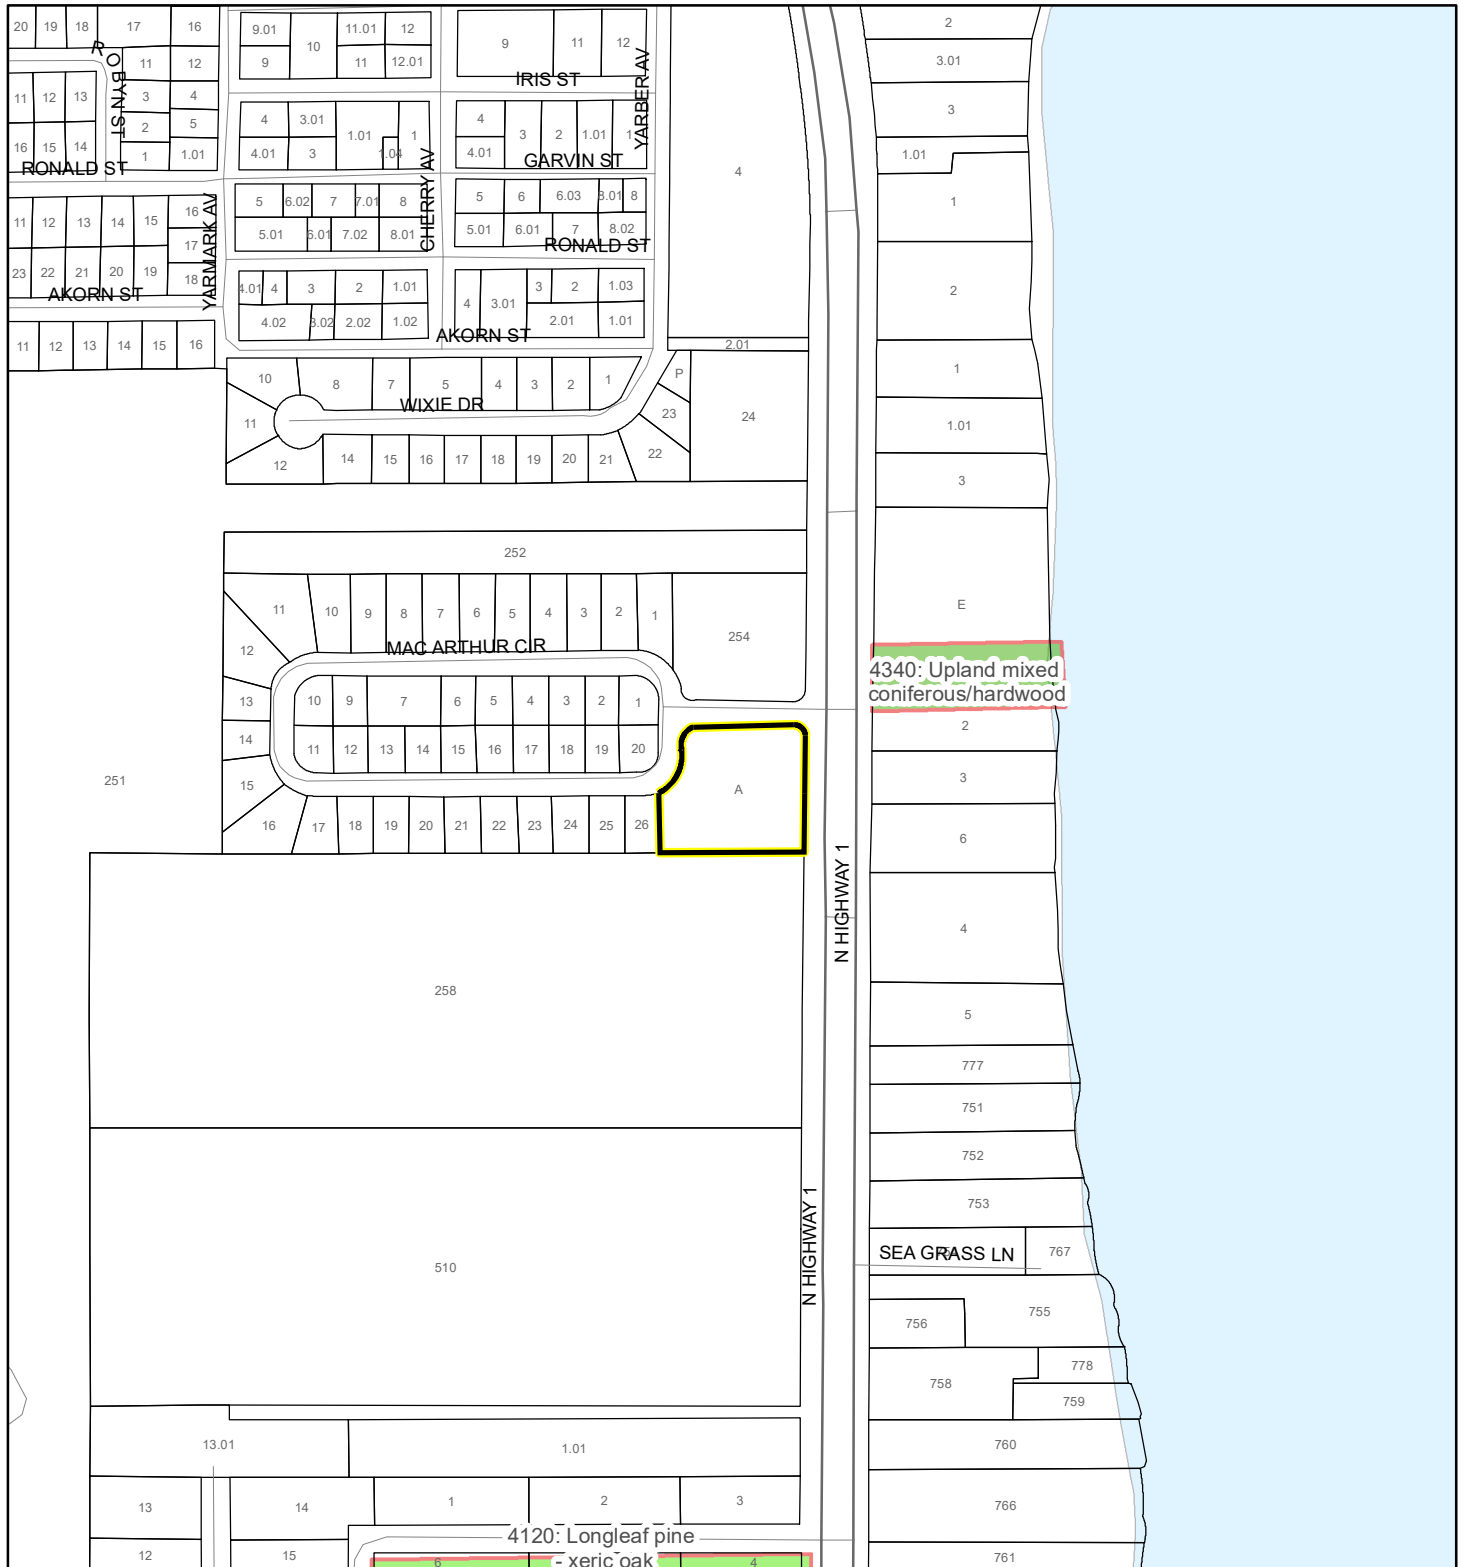 20 19 18 17 16
9.01 10 11.01 12
9 11 12.01
9 11 12
2
R O BYN ST
11 12
3.01
IRIS ST
YARBER AV
11 12 13
3 4
2 5
1 1.01
16 15 14
RONALD ST
4 3.01 1.01 1
4.01 3 1.04
CHERRY AV
4 3 2 1.01 1
4.01
GARVIN ST
4
3
1.01
1
5 6.02 7 7.01 8
5.01 6.01 7.02 8.01
5 6 6.03 8.01 8
5.01 6.01 7 8.02
RONALD ST
11 12 13 14 15 16
17
23 22 21 20 19 18
AKORN ST
YARMARK AV
4.01 4 3 2 1.01
4.02 3.02 2.02 1.02
4 3.01 3 2 1.03
2.01 1.01
AKORN ST
2
11 12 13 14 15 16
2.01
10 8 7 5 4 3 2 1
P
WIXIE DR
11
23
24
12 14 15 16 17 18 19 20 21 22
1
1.01
3
252
E
11 10 9 8 7 6 5 4 3 2 1
254
MAC ARTHUR CIR
12
4340: Upland mixed
coniferous/hardwood
13
10 9 7 6 5 4 3 2 1
2
14
11 12 13 14 15 16 17 18 19 20
251
15
A
3
16 17 18 19 20 21 22 23 24 25 26
6
N HIGHWAY 1
4
258
5
777
751
752
753
N HIGHWAY 1
SEA GRASS LN
767
510
755
756
778
758
759
13.01
1.01
760
13 14 1 2 3
766
4120: Longleaf pine
- xeric oak
12 15 6 4
761